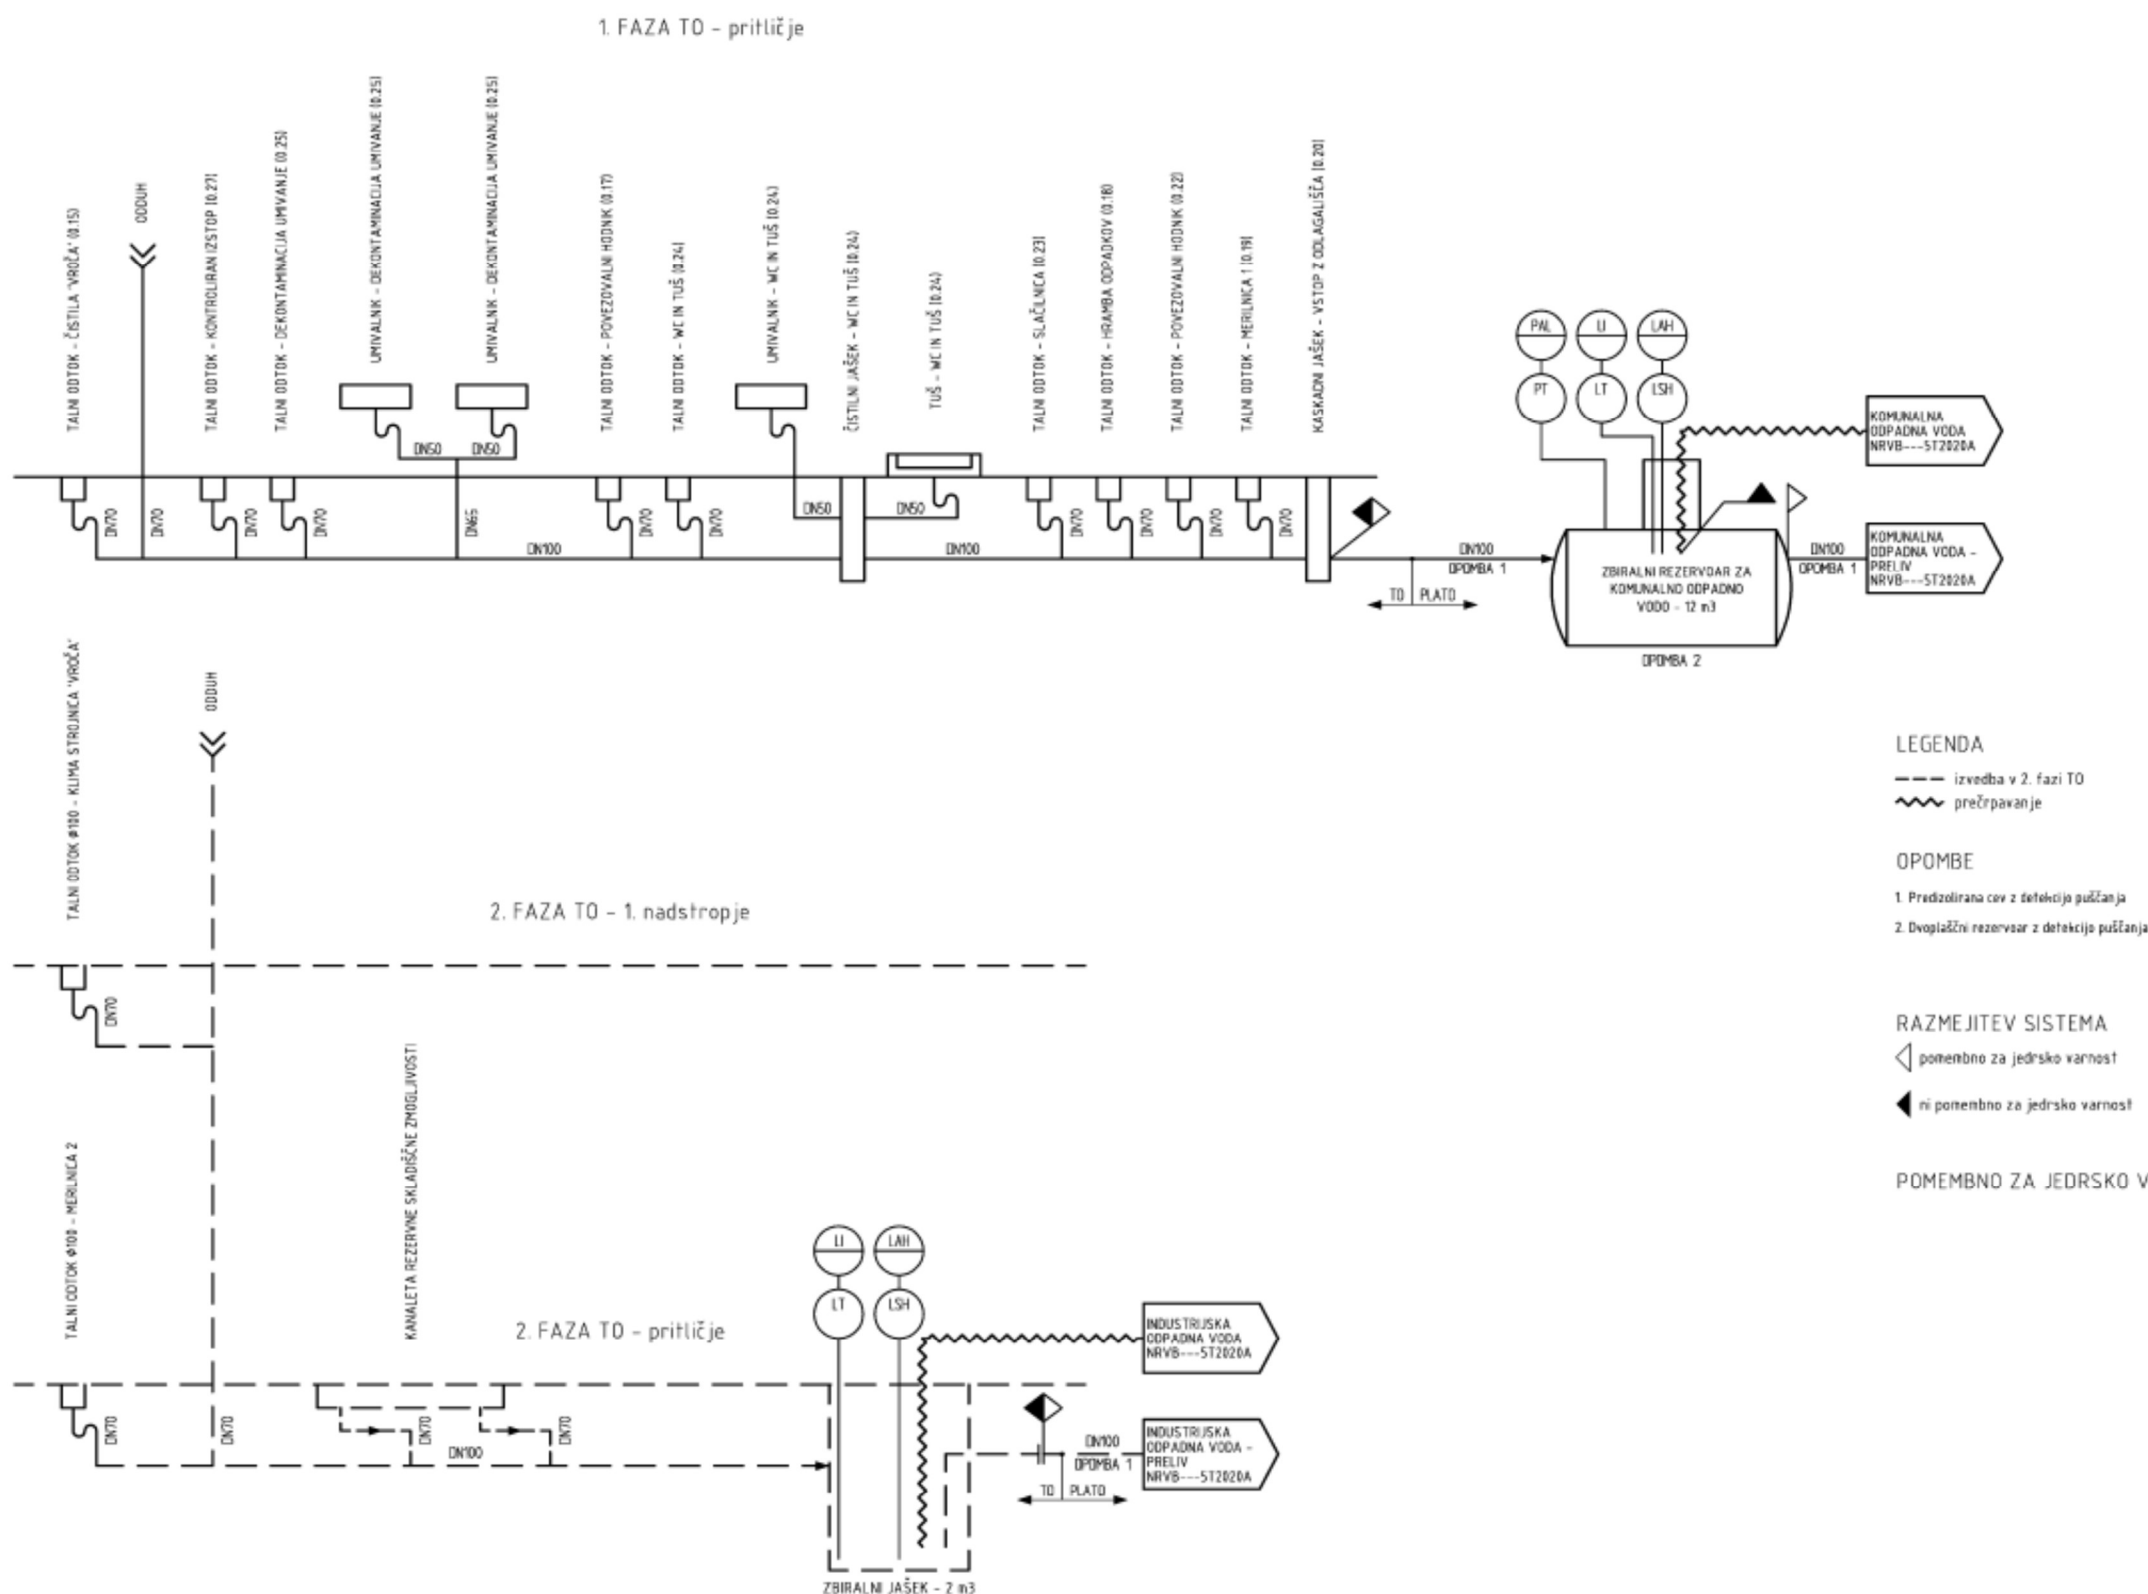 1. FAZA TO - pritličje
TALNI ODTOK - ČISTILA "VROČA" (0.15)
ODDUH
TALNI ODTOK - KONTROLIRAN IZSTOP (0.27)
TALNI ODTOK - DEKONTAMINACIJA UMIVANJE (0.25)
UMIVALNIK - DEKONTAMINACIJA UMIVANJE (0.25)
UMIVALNIK - DEKONTAMINACIJA UMIVANJE (0.25)
TALNI ODTOK - POVEZOVALNI HODNIK (0.17)
TALNI ODTOK - WC IN TUŠ (0.24)
UMIVALNIK - WC IN TUŠ (0.24)
ČISTILNI JAŠEK - WC IN TUŠ (0.24)
TUŠ - WC IN TUŠ (0.24)
TALNI ODTOK - SLAČILNICA (0.23)
TALNI ODTOK - HRAMBA ODPADKOV (0.18)
TALNI ODTOK - POVEZOVALNI HODNIK (0.22)
TALNI ODTOK - MERILNICA 1 (0.19)
KASKADNI JAŠEK - VSTOP Z ODLAGALIŠČA (0.20)
PAL
LI
LAH
PT
LT
LSH
KOMUNALNA
ODPADNA VODA
NRVB---5T2020A
DN50
DN50
DN70
DN70
DN70
DN70
DN65
DN100
DN70
DN70
DN50
DN50
DN100
DN70
DN70
DN70
DN70
DN100
OPOMBA 1
TO
PLATO
ZBIRALNI REZERVOAR ZA
KOMUNALNO ODPADNO
VODO - 12 m3
OPOMBA 2
DN100
OPOMBA 1
KOMUNALNA
ODPADNA VODA -
PRELIV
NRVB---5T2020A
TALNI ODTOK Φ100 - KLIMA STROJNICA "VROČA"
ODDUH
LEGENDA
izvedba v 2. fazi TO
prečrpavanje
OPOMBE
1. Predizolirana cev z detekcijo puščanja
2. Dvoplaščni rezervoar z detekcijo puščanja
2. FAZA TO - 1. nadstropje
DN70
RAZMEJITEV SISTEMA
pomembno za jedrsko varnost
ni pomembno za jedrsko varnost
POMEMBNO ZA JEDRSKO V
TALNI ODTOK Φ100 - MERILNICA 2
KANALETA REZERVNE SKLADIŠČNE ZMOGLJIVOSTI
2. FAZA TO - pritličje
LI
LAH
LT
LSH
INDUSTRIJSKA
ODPADNA VODA
NRVB---5T2020A
DN70
DN70
DN70
DN70
DN100
DN100
OPOMBA 1
TO
PLATO
INDUSTRIJSKA
ODPADNA VODA -
PRELIV
NRVB---5T2020A
ZBIRALNI JAŠEK - 2 m3